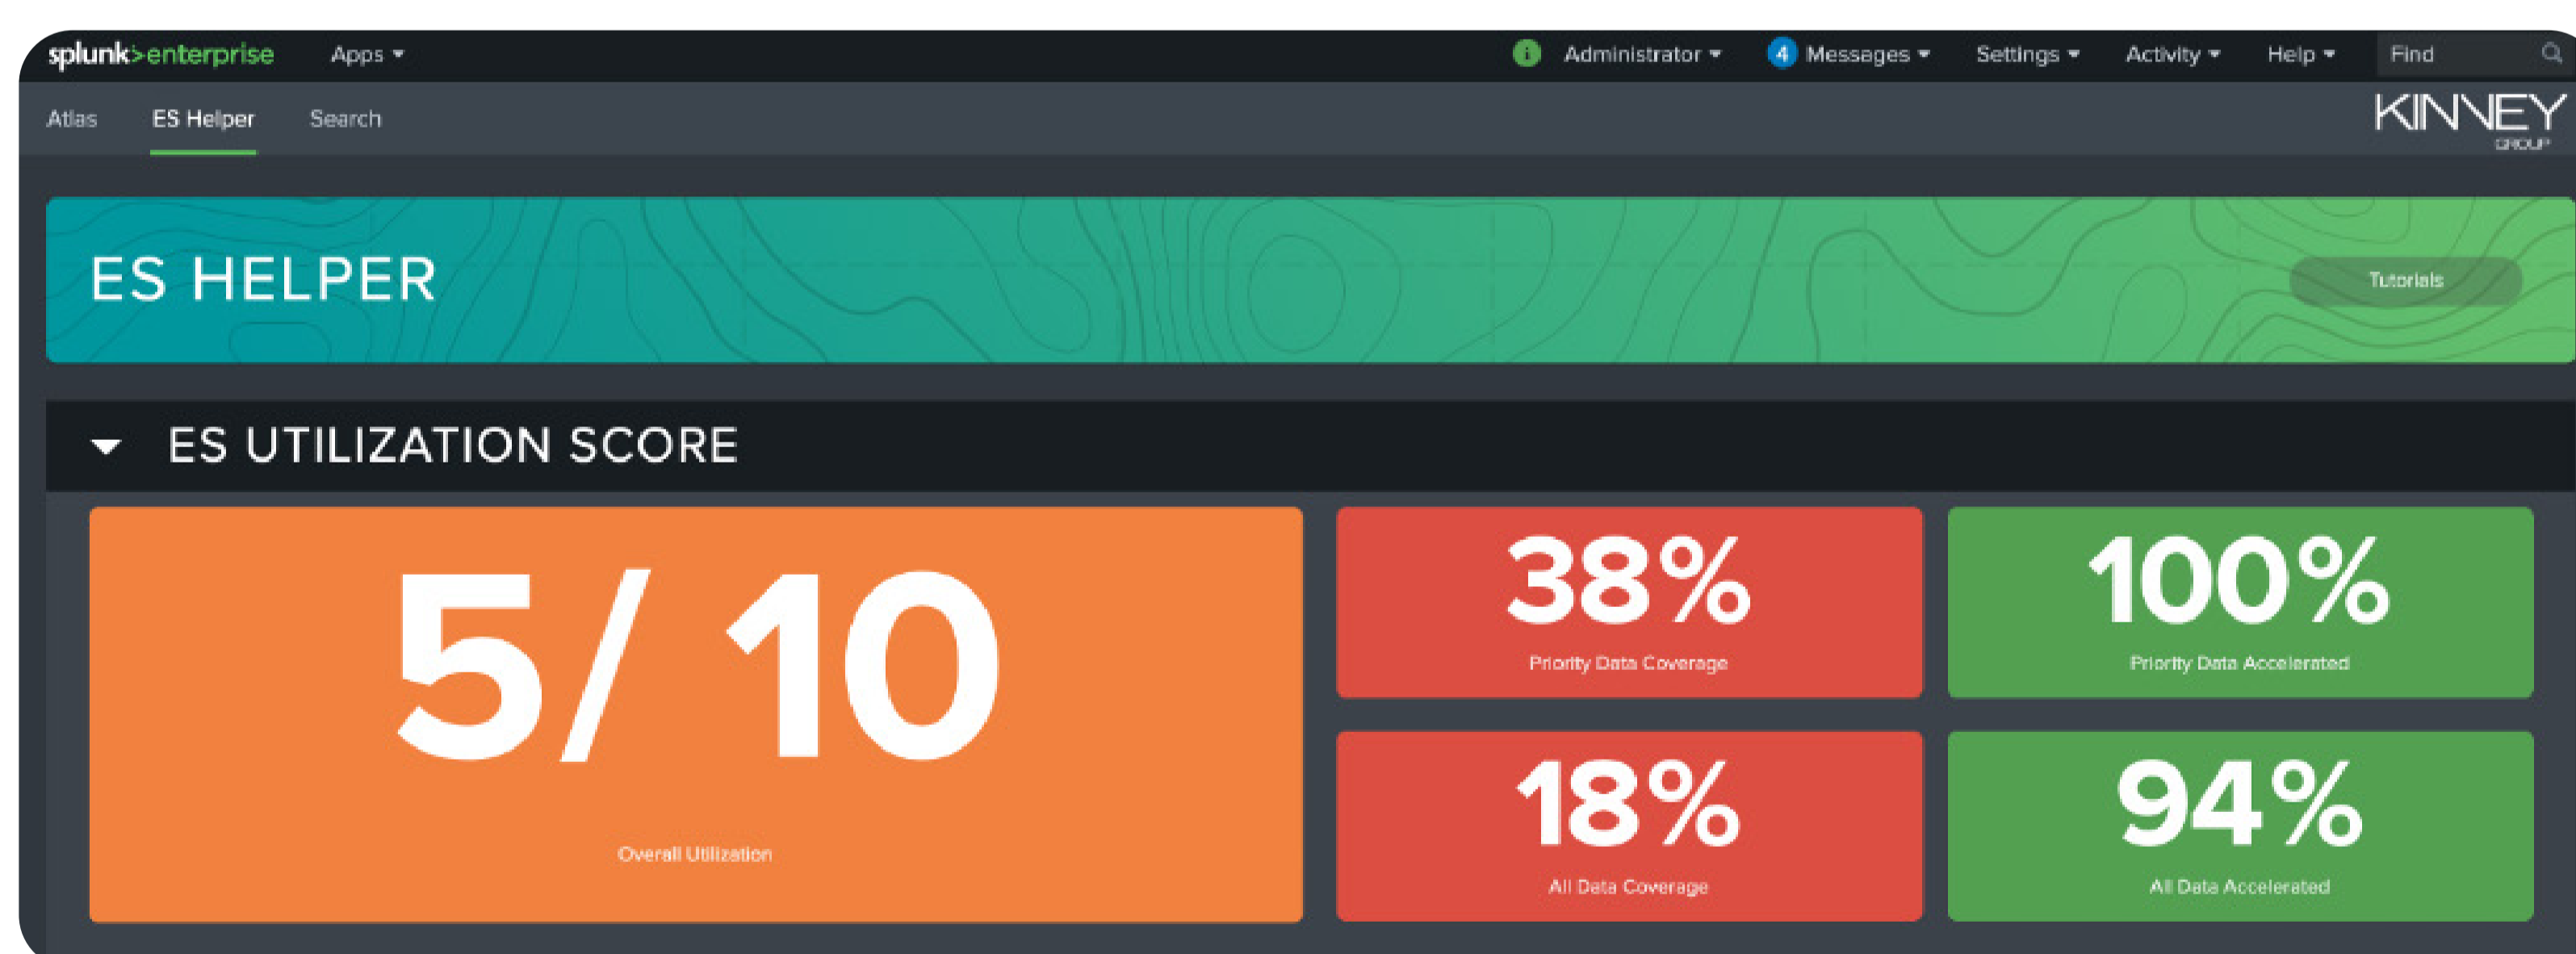 splunk>enterprise Apps i Administrator 4 Messages Settings Activity Help Find
Atlas ES Helper Search KINNEY
GROUP
ES HELPER Tutorials
ES UTILIZATION SCORE
5/ 10
Overall Utilization
38%
Priority Data Coverage
100%
Priority Data Accelerated
18%
All Data Coverage
94%
All Data Accelerated